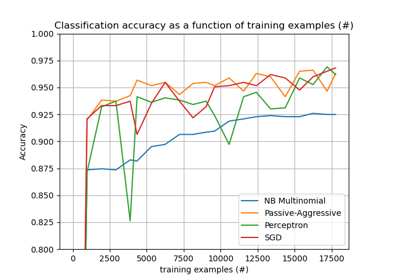 Classification accuracy as a function of training examples (#)
1.000
0.975
0.950
0.925
0.900
0.875
0.850
0.825
0.800
Accuracy
NB Multinomial
Passive-Aggressive
Perceptron
SGD
0 2500 5000 7500 10000 12500 15000 17500
training examples (#)